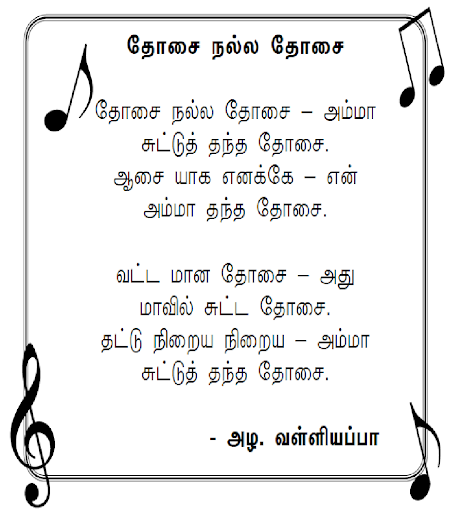 தோசை நல்ல தோசை
தோசை நல்ல தோசை – அம்மா
சுட்டுத் தந்த தோசை.
ஆசை யாக எனக்கே – என்
அம்மா தந்த தோசை.
வட்ட மான தோசை – அது
மாவில் சுட்ட தோசை.
தட்டு நிறைய நிறைய – அம்மா
சுட்டுத் தந்த தோசை.
- அழ. வள்ளியப்பா